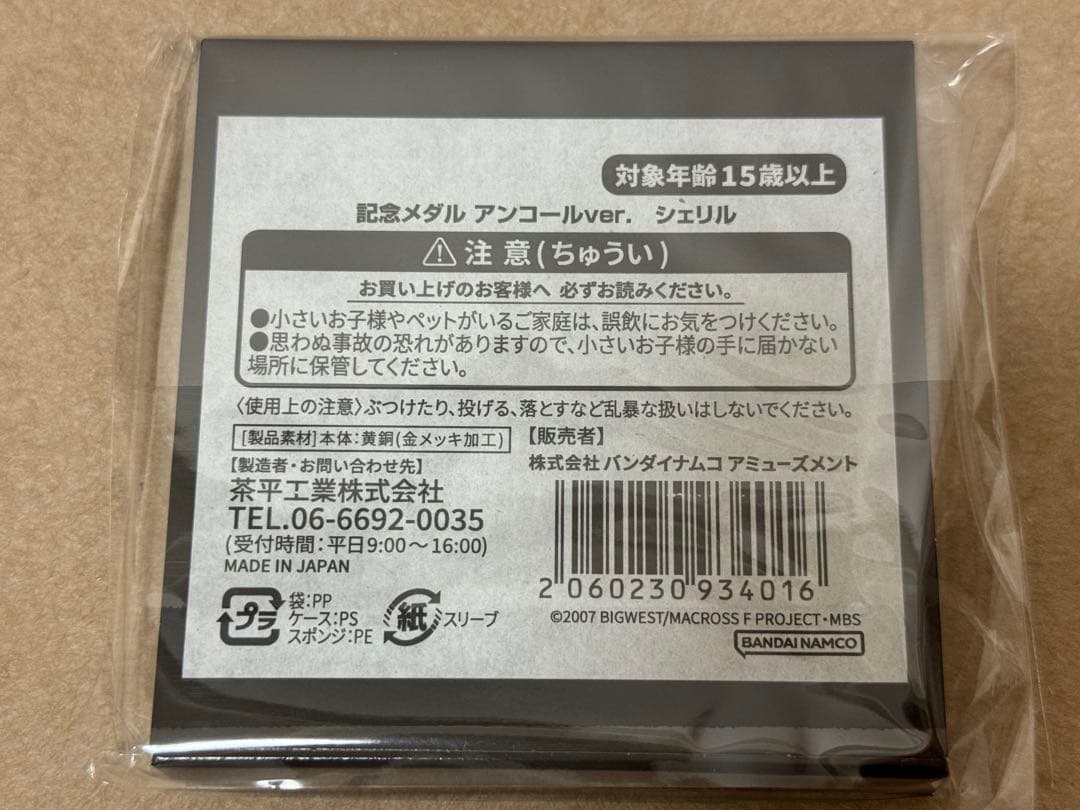 対象年齢15歳以上
記念メダル アンコールver. シェリル
⚠注意(ちゅうい)
お買い上げのお客様へ 必ずお読みください。
●小さいお子様やペットがいるご家庭は、誤飲にお気をつけください。
●思わぬ事故の恐れがありますので、小さいお子様の手に届かない
場所に保管してください。
〈使用上の注意〉ぶつけたり、投げる、落とすなど乱暴な扱いはしないでください。
[製品素材]本体:黄銅(金メッキ加工)
【製造者・お問い合わせ先】
茶平工業株式会社
TEL.06-6692-0035
(受付時間:平日9:00〜16:00)
MADE IN JAPAN
プラ
袋:PP
ケース:PS
スポンジ:PE
紙
スリーブ
【販売者】
株式会社 バンダイナムコ アミューズメント
2 060230 934016
©2007 BIGWEST/MACROSS F PROJECT・MBS
BANDAI NAMCO